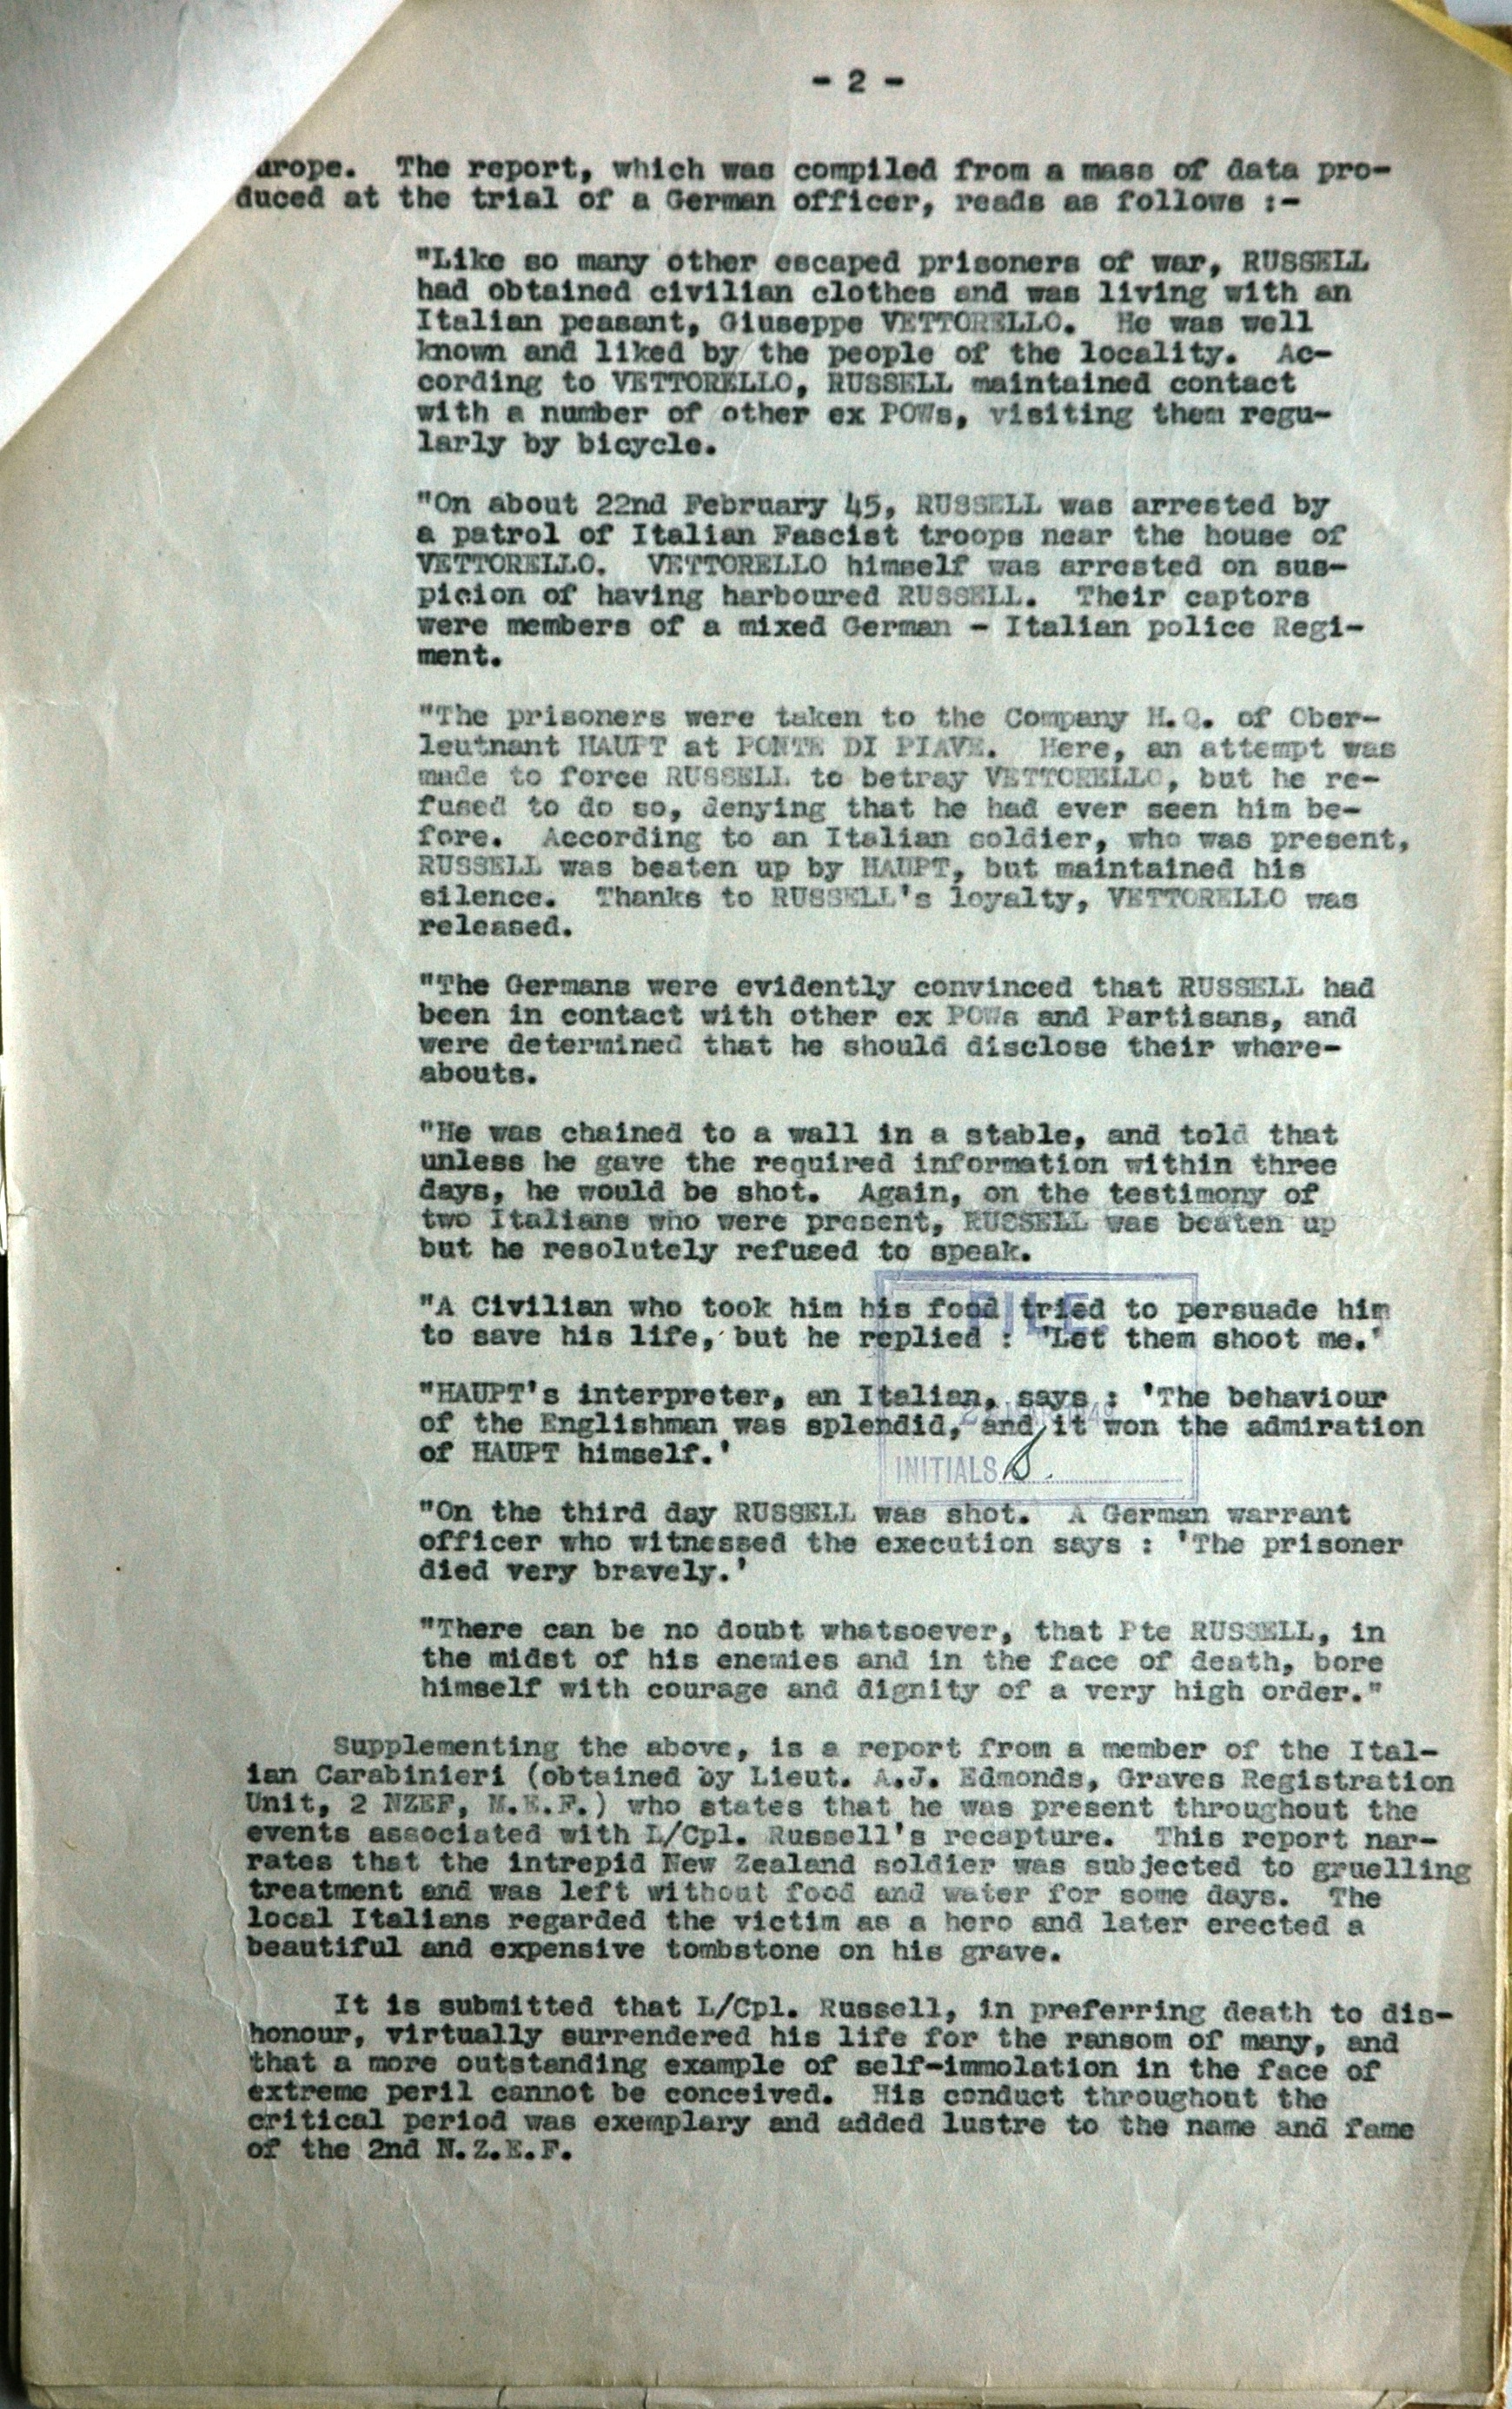 - 2 -
urope. The report, which was compiled from a mass of data pro-
duced at the trial of a German officer, reads as follows :-
"Like so many other escaped prisoners of war, RUSSELL
had obtained civilian clothes and was living with an
Italian peasant, Giuseppe VETTORELLO. He was well
known and liked by the people of the locality. Ac-
cording to VETTORELLO, RUSSELL maintained contact
with a number of other ex POWs, visiting them regu-
larly by bicycle.
"On about 22nd February 45, RUSSELL was arrested by
a patrol of Italian Fascist troops near the house of
VETTORELLO. VETTORELLO himself was arrested on sus-
picion of having harboured RUSSELL. Their captors
were members of a mixed German - Italian police Regi-
ment.
"The prisoners were taken to the Company H.Q. of Ober-
leutnant HAUPT at PONTE DI PIAVE. Here, an attempt was
made to force RUSSELL to betray VETTORELLO, but he re-
fused to do so, denying that he had ever seen him be-
fore. According to an Italian soldier, who was present,
RUSSELL was beaten up by HAUPT, but maintained his
silence. Thanks to RUSSELL's loyalty, VETTORELLO was
released.
"The Germans were evidently convinced that RUSSELL had
been in contact with other ex POWs and Partisans, and
were determined that he should disclose their where-
abouts.
"He was chained to a wall in a stable, and told that
unless he gave the required information within three
days, he would be shot. Again, on the testimony of
two Italians who were present, RUSSELL was beaten up
but he resolutely refused to speak.
"A Civilian who took him his food tried to persuade him
to save his life, but he replied : 'Let them shoot me.'
"HAUPT's interpreter, an Italian, says : 'The behaviour
of the Englishman was splendid, and it won the admiration
of HAUPT himself.'
INITIALS
"On the third day RUSSELL was shot. A German warrant
officer who witnessed the execution says : 'The prisoner
died very bravely.'
"There can be no doubt whatsoever, that Pte RUSSELL, in
the midst of his enemies and in the face of death, bore
himself with courage and dignity of a very high order."
Supplementing the above, is a report from a member of the Ital-
ian Carabinieri (obtained by Lieut. A.J. Edmonds, Graves Registration
Unit, 2 NZEF, M.E.F.) who states that he was present throughout the
events associated with L/Cpl. Russell's recapture. This report nar-
rates that the intrepid New Zealand soldier was subjected to gruelling
treatment and was left without food and water for some days. The
local Italians regarded the victim as a hero and later erected a
beautiful and expensive tombstone on his grave.
It is submitted that L/Cpl. Russell, in preferring death to dis-
honour, virtually surrendered his life for the ransom of many, and
that a more outstanding example of self-immolation in the face of
extreme peril cannot be conceived. His conduct throughout the
critical period was exemplary and added lustre to the name and fame
of the 2nd N.Z.E.F.